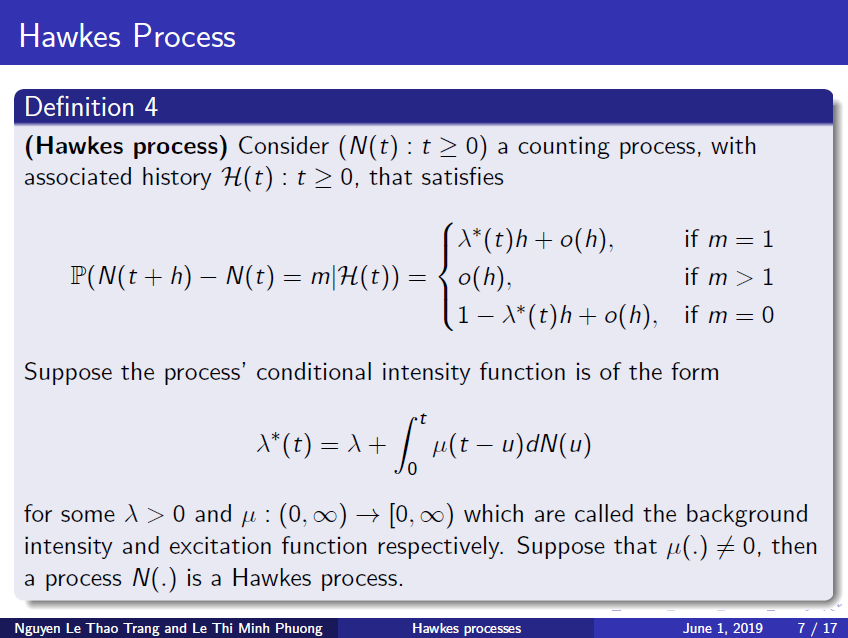 Hawkes Process
Definition 4
(Hawkes process) Consider (N(t) : t ≥ 0) a counting process, with
associated history ℋ(t) : t ≥ 0, that satisfies
λ*(t)h + o(h), if m = 1
ℙ(N(t + h) − N(t) = m|ℋ(t)) = { o(h), if m > 1
1 − λ*(t)h + o(h), if m = 0
Suppose the process' conditional intensity function is of the form
λ*(t) = λ + ∫₀ᵗ μ(t − u)dN(u)
for some λ > 0 and μ : (0, ∞) → [0, ∞) which are called the background
intensity and excitation function respectively. Suppose that μ(.) ≠ 0, then
a process N(.) is a Hawkes process.
Nguyen Le Thao Trang and Le Thi Minh Phuong Hawkes processes June 1, 2019 7 / 17